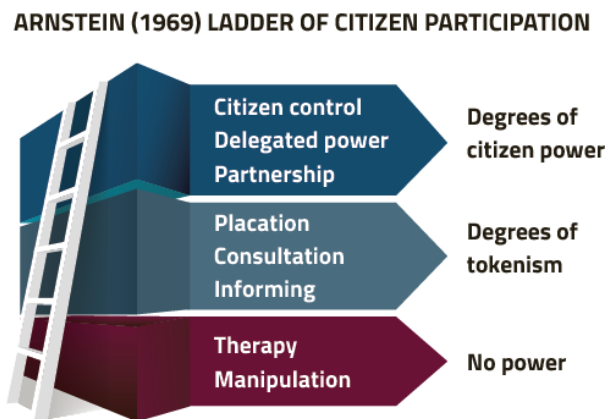 ARNSTEIN (1969) LADDER OF CITIZEN PARTICIPATION
Citizen control
Delegated power
Partnership
Degrees of
citizen power
Placation
Consultation
Informing
Degrees of
tokenism
Therapy
Manipulation
No power